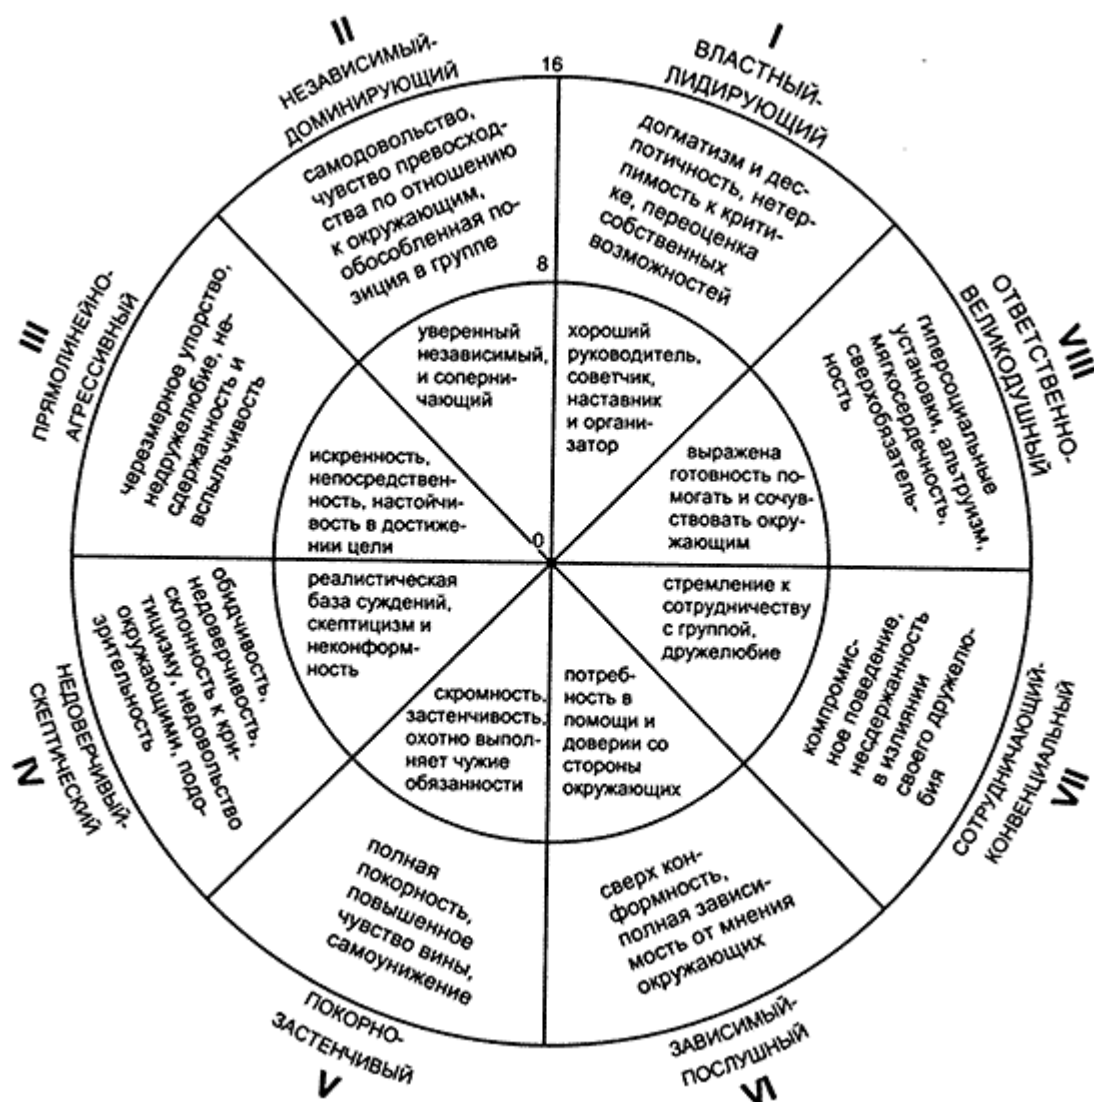 I
ВЛАСТНЫЙ-
ЛИДИРУЮЩИЙ
догматизм и дес-
потичность, нетер-
пимость к крити-
ке, переоценка
собственных
возможностей
хороший
руководитель,
советчик,
наставник
и органи-
затор
II
НЕЗАВИСИМЫЙ-
ДОМИНИРУЮЩИЙ
самодовольство,
чувство превосход-
ства по отношению
к окружающим,
обособленная по-
зиция в группе
уверенный
независимый,
и соперни-
чающий
III
ПРЯМОЛИНЕЙНО-
АГРЕССИВНЫЙ
черезмерное упорство,
недружелюбие, не-
сдержанность и
вспыльчивость
искренность,
непосредствен-
ность, настойчи-
вость в достиже-
нии цели
IV
НЕДОВЕРЧИВЫЙ-
СКЕПТИЧЕСКИЙ
обидчивость,
недоверчивость,
склонность к кри-
тицизму, недовольство
окружающими, подо-
зрительность
реалистическая
база суждений,
скептицизм и
неконформ-
ность
V
ПОКОРНО-
ЗАСТЕНЧИВЫЙ
полная
покорность,
повышенное
чувство вины,
самоунижение
скромность,
застенчивость,
охотно выпол-
няет чужие
обязанности
VI
ЗАВИСИМЫЙ-
ПОСЛУШНЫЙ
сверх кон-
формность,
полная зависи-
мость от мнения
окружающих
потреб-
ность в
помощи и
доверии со
стороны
окружающих
VII
СОТРУДНИЧАЮЩИЙ-
КОНВЕНЦИАЛЬНЫЙ
компромис-
ное поведение,
несдержанность
в излиянии
своего дружелю-
бия
стремление к
сотрудничеству
с группой,
дружелюбие
VIII
ОТВЕТСТВЕННО-
ВЕЛИКОДУШНЫЙ
гиперсоциальные
установки, альтруизм,
мягкосердечность,
сверхобязатель-
ность
выражена
готовность по-
могать и сочув-
ствовать окру-
жающим
16
8
0